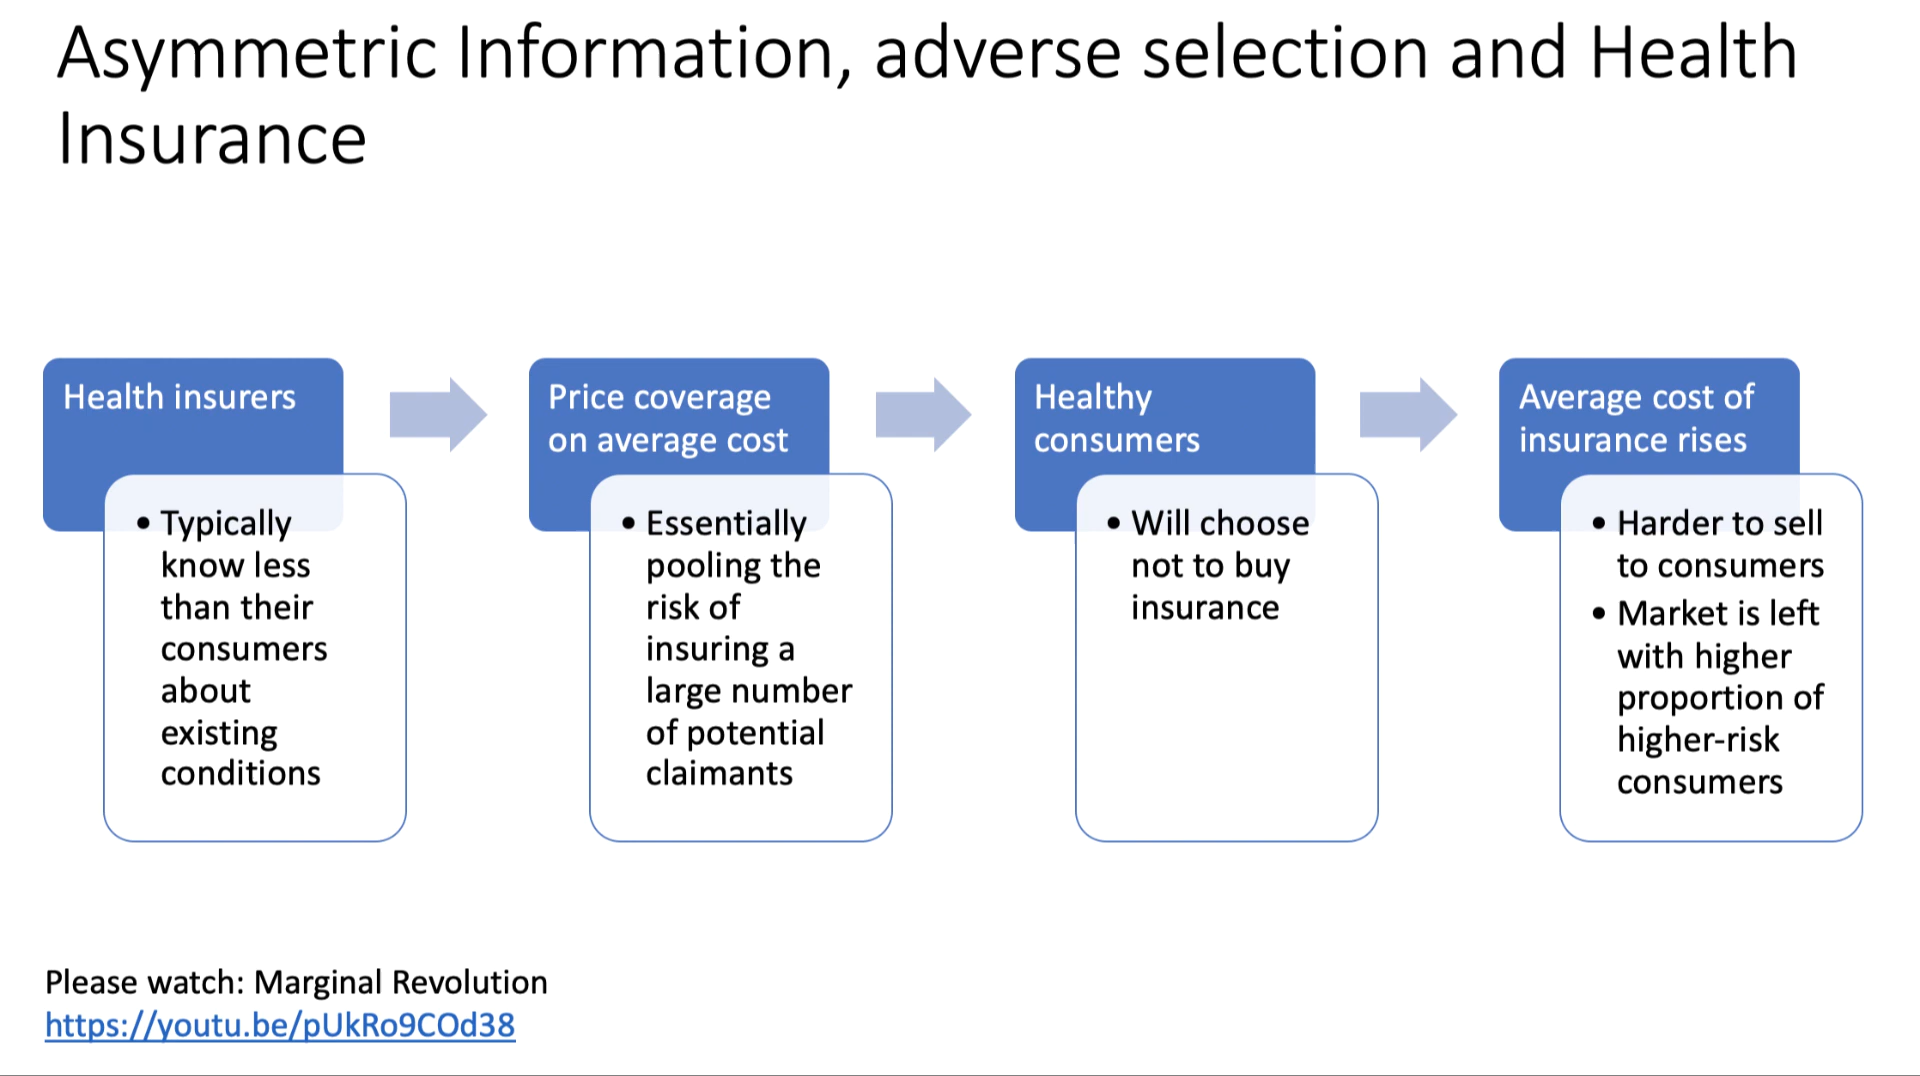 Asymmetric Information, adverse selection and Health
Insurance
Health insurers
• Typically
know less
than their
consumers
about
existing
conditions
Price coverage
on average cost
• Essentially
pooling the
risk of
insuring a
large number
of potential
claimants
Healthy
consumers
• Will choose
not to buy
insurance
Average cost of
insurance rises
• Harder to sell
to consumers
• Market is left
with higher
proportion of
higher-risk
consumers
Please watch: Marginal Revolution
https://youtu.be/pUkRo9COd38